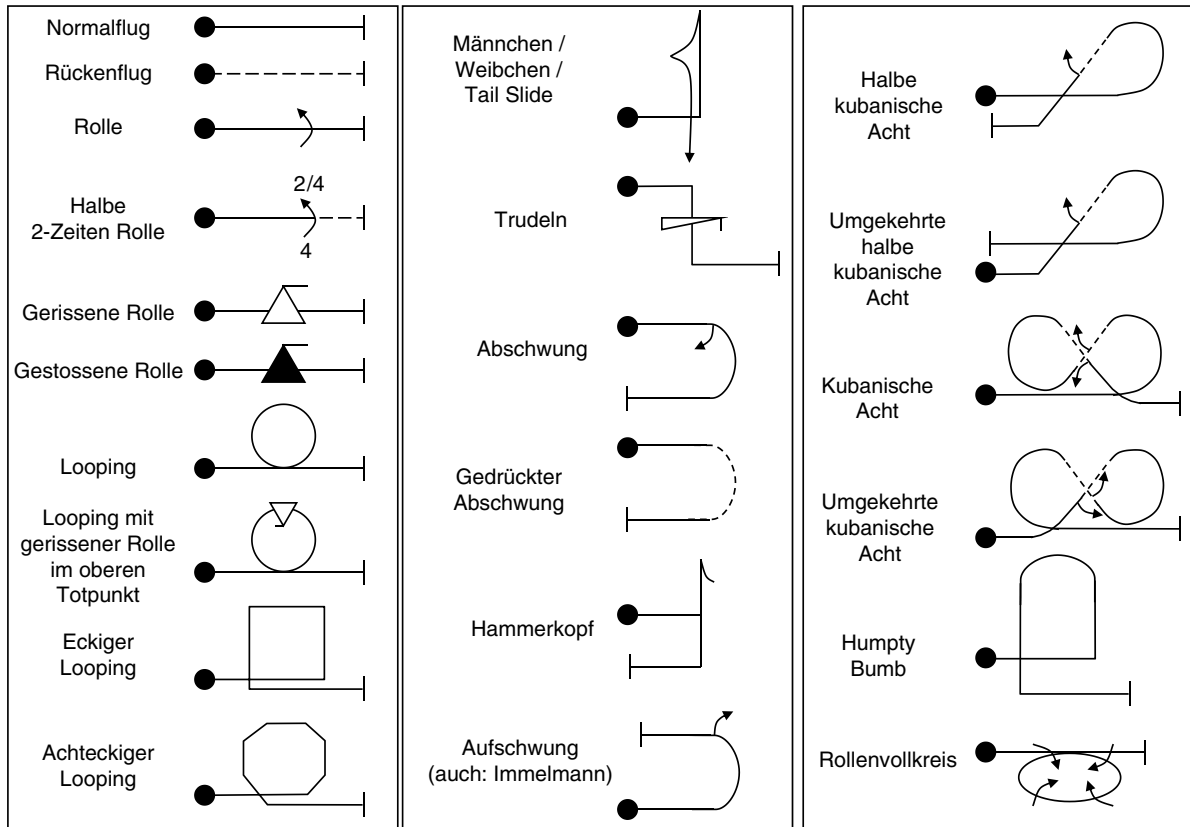 Normalflug
Rückenflug
Rolle
2/4
Halbe
2-Zeiten Rolle
4
Gerissene Rolle
Gestossene Rolle
Looping
Looping mit
gerissener Rolle
im oberen
Totpunkt
Eckiger
Looping
Achteckiger
Looping
Männchen /
Weibchen /
Tail Slide
Trudeln
Abschwung
Gedrückter
Abschwung
Hammerkopf
Aufschwung
(auch: Immelmann)
Halbe
kubanische
Acht
Umgekehrte
halbe
kubanische
Acht
Kubanische
Acht
Umgekehrte
kubanische
Acht
Humpty
Bumb
Rollenvollkreis